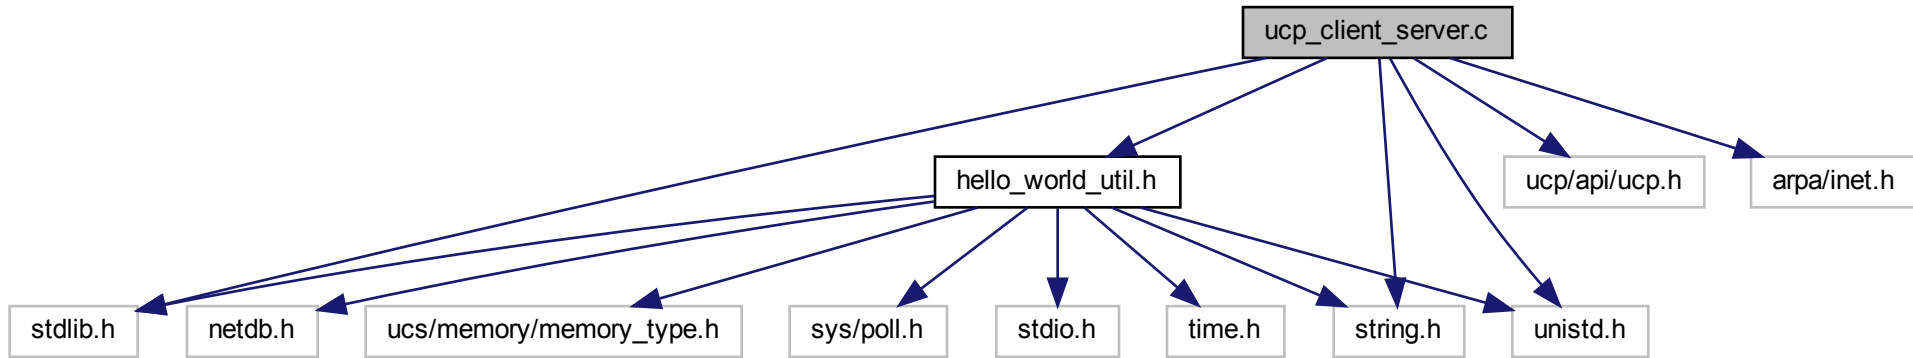 ucp_client_server.c
hello_world_util.h
ucp/api/ucp.h
arpa/inet.h
stdlib.h
netdb.h
ucs/memory/memory_type.h
sys/poll.h
stdio.h
time.h
string.h
unistd.h